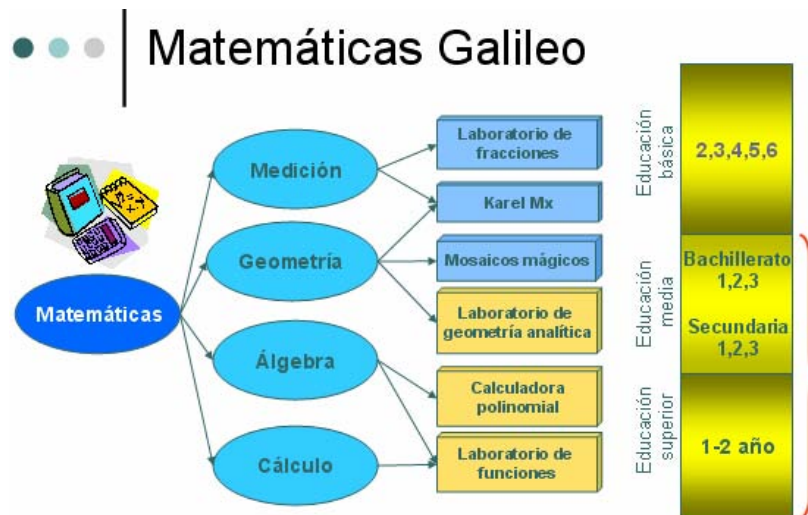 Matemáticas Galileo
Matemáticas
Medición
Geometría
Álgebra
Cálculo
Laboratorio de
fracciones
Karel Mx
Mosaicos mágicos
Laboratorio de
geometría analítica
Calculadora
polinomial
Laboratorio de
funciones
Educación
básica
2,3,4,5,6
Educación
media
Bachillerato
1,2,3
Secundaria
1,2,3
Educación
superior
1-2 año